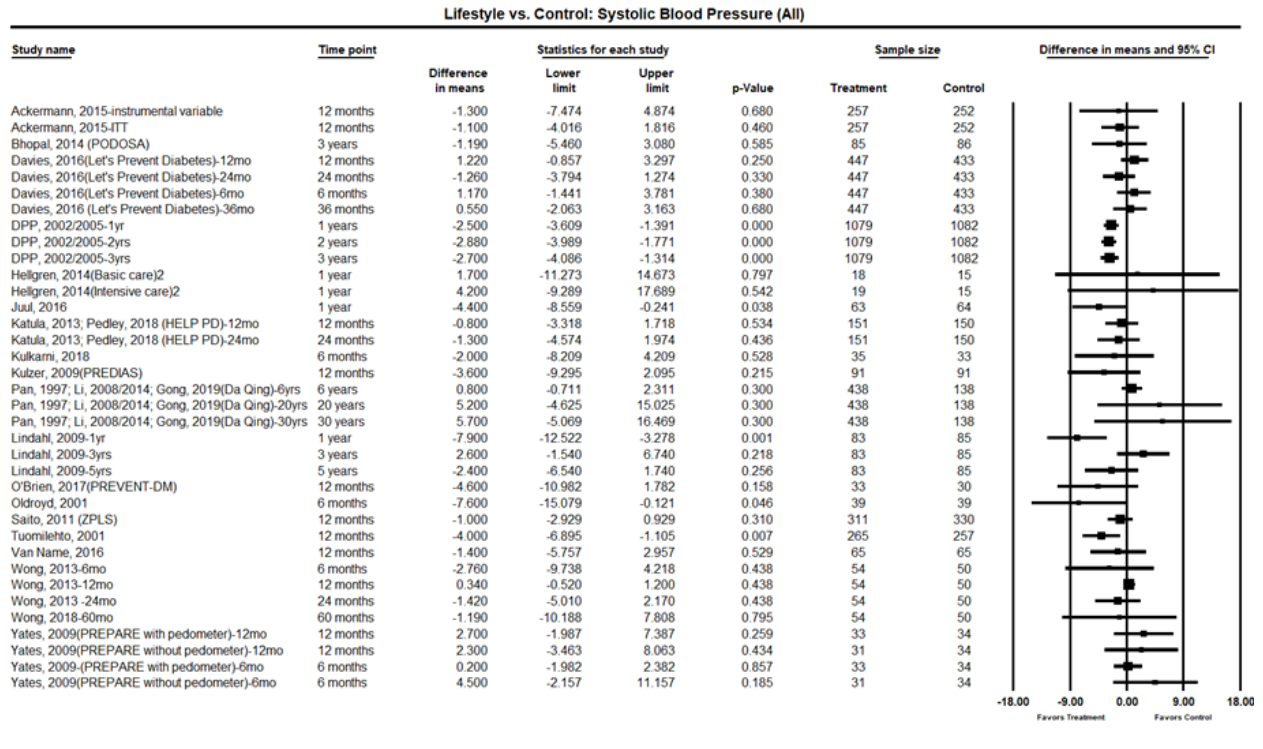 Lifestyle vs. Control: Systolic Blood Pressure (All)
Study name Time point Statistics for each study Sample size Difference in means and 95% CI
Difference in means Lower limit Upper limit p-Value Treatment Control
Ackermann, 2015-instrumental variable 12 months -1.300 -7.474 4.874 0.680 257 252
Ackermann, 2015-ITT 12 months -1.100 -4.016 1.816 0.460 257 252
Bhopal, 2014 (PODOSA) 3 years -1.190 -5.460 3.080 0.585 85 86
Davies, 2016(Let's Prevent Diabetes)-12mo 12 months 1.220 -0.857 3.297 0.250 447 433
Davies, 2016(Let's Prevent Diabetes)-24mo 24 months -1.260 -3.794 1.274 0.330 447 433
Davies, 2016(Let's Prevent Diabetes)-6mo 6 months 1.170 -1.441 3.781 0.380 447 433
Davies, 2016 (Let's Prevent Diabetes)-36mo 36 months 0.550 -2.063 3.163 0.680 447 433
DPP, 2002/2005-1yr 1 years -2.500 -3.609 -1.391 0.000 1079 1082
DPP, 2002/2005-2yrs 2 years -2.880 -3.989 -1.771 0.000 1079 1082
DPP, 2002/2005-3yrs 3 years -2.700 -4.086 -1.314 0.000 1079 1082
Hellgren, 2014(Basic care)2 1 year 1.700 -11.273 14.673 0.797 18 15
Hellgren, 2014(Intensive care)2 1 year 4.200 -9.289 17.689 0.542 19 15
Juul, 2016 1 year -4.400 -8.559 -0.241 0.038 63 64
Katula, 2013; Pedley, 2018 (HELP PD)-12mo 12 months -0.800 -3.318 1.718 0.534 151 150
Katula, 2013; Pedley, 2018 (HELP PD)-24mo 24 months -1.300 -4.574 1.974 0.436 151 150
Kulkarni, 2018 6 months -2.000 -8.209 4.209 0.528 35 33
Kulzer, 2009(PREDIAS) 12 months -3.600 -9.295 2.095 0.215 91 91
Pan, 1997; Li, 2008/2014; Gong, 2019(Da Qing)-6yrs 6 years 0.800 -0.711 2.311 0.300 438 138
Pan, 1997; Li, 2008/2014; Gong, 2019(Da Qing)-20yrs 20 years 5.200 -4.625 15.025 0.300 438 138
Pan, 1997; Li, 2008/2014; Gong, 2019(Da Qing)-30yrs 30 years 5.700 -5.069 16.469 0.300 438 138
Lindahl, 2009-1yr 1 year -7.900 -12.522 -3.278 0.001 83 85
Lindahl, 2009-3yrs 3 years 2.600 -1.540 6.740 0.218 83 85
Lindahl, 2009-5yrs 5 years -2.400 -6.540 1.740 0.256 83 85
O'Brien, 2017(PREVENT-DM) 12 months -4.600 -10.982 1.782 0.158 33 30
Oldroyd, 2001 6 months -7.600 -15.079 -0.121 0.046 39 39
Saito, 2011 (ZPLS) 12 months -1.000 -2.929 0.929 0.310 311 330
Tuomilehto, 2001 12 months -4.000 -6.895 -1.105 0.007 265 257
Van Name, 2016 12 months -1.400 -5.757 2.957 0.529 65 65
Wong, 2013-6mo 6 months -2.760 -9.738 4.218 0.438 54 50
Wong, 2013-12mo 12 months 0.340 -0.520 1.200 0.438 54 50
Wong, 2013 -24mo 24 months -1.420 -5.010 2.170 0.438 54 50
Wong, 2018-60mo 60 months -1.190 -10.188 7.808 0.795 54 50
Yates, 2009(PREPARE with pedometer)-12mo 12 months 2.700 -1.987 7.387 0.259 33 34
Yates, 2009(PREPARE without pedometer)-12mo 12 months 2.300 -3.463 8.063 0.434 31 34
Yates, 2009-(PREPARE with pedometer)-6mo 6 months 0.200 -1.982 2.382 0.857 33 34
Yates, 2009(PREPARE without pedometer)-6mo 6 months 4.500 -2.157 11.157 0.185 31 34
-18.00 -9.00 0.00 9.00 18.00
Favors Treatment Favors Control